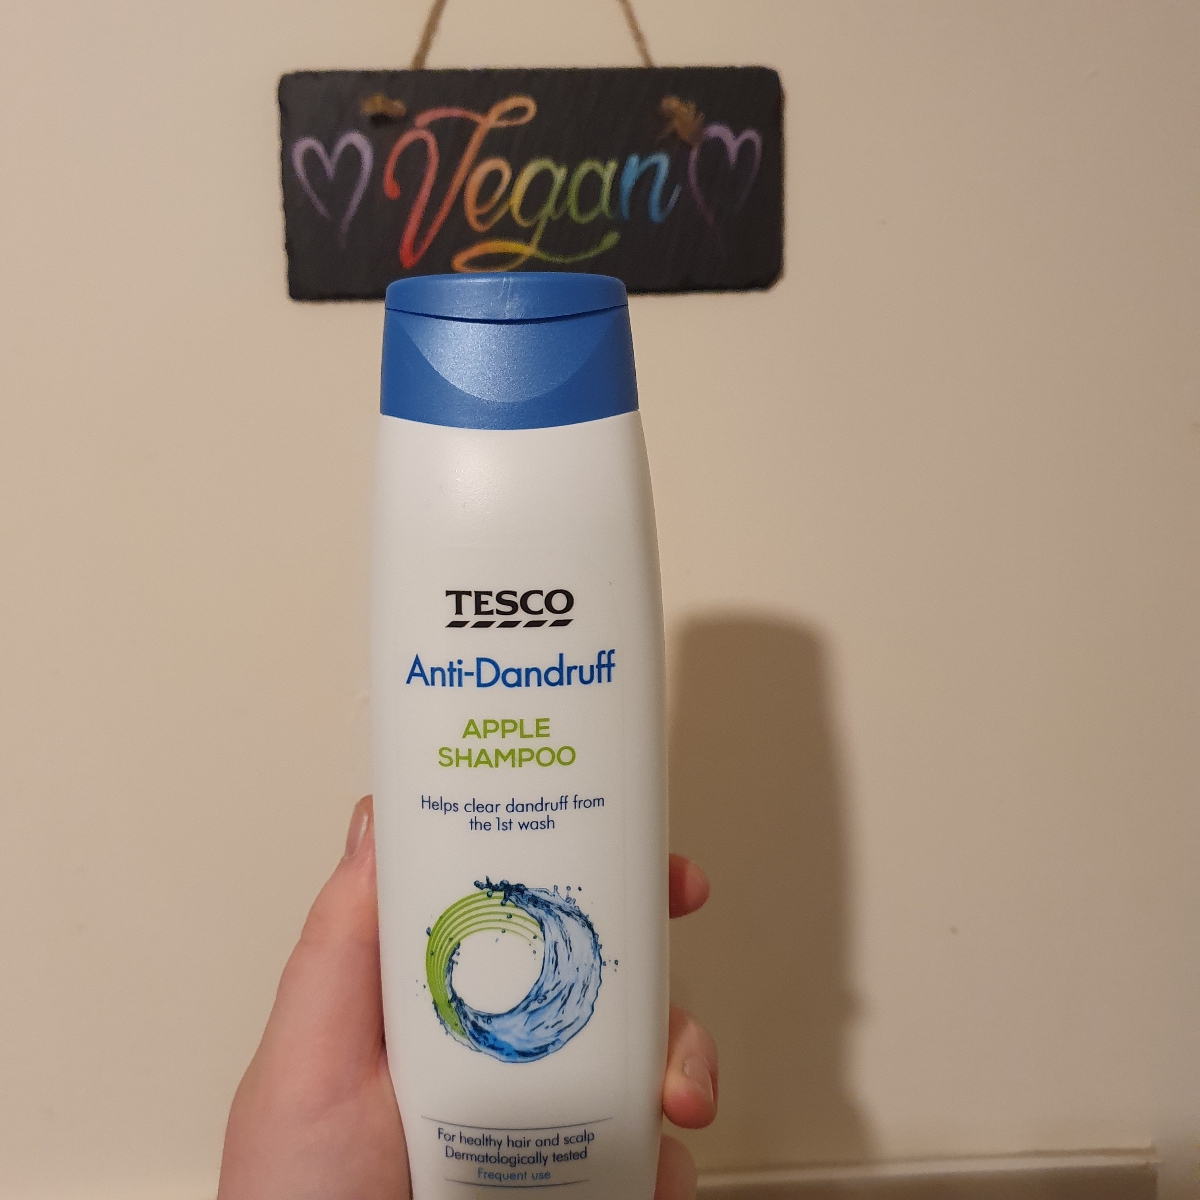 Vegan
TESCO
Anti-Dandruff
APPLE
SHAMPOO
Helps clear dandruff from
the 1st wash
For healthy hair and scalp
Dermatologically tested
Frequent use